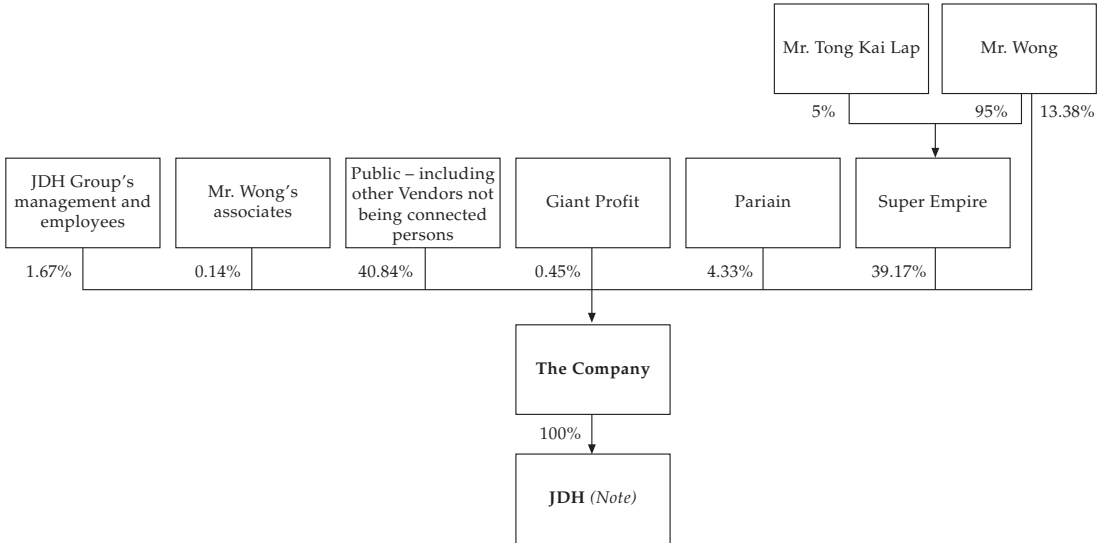 Mr. Tong Kai Lap
Mr. Wong
5%
95%
13.38%
JDH Group's
management and
employees
Mr. Wong's
associates
Public – including
other Vendors not
being connected
persons
Giant Profit
Pariain
Super Empire
1.67%
0.14%
40.84%
0.45%
4.33%
39.17%
The Company
100%
JDH (Note)